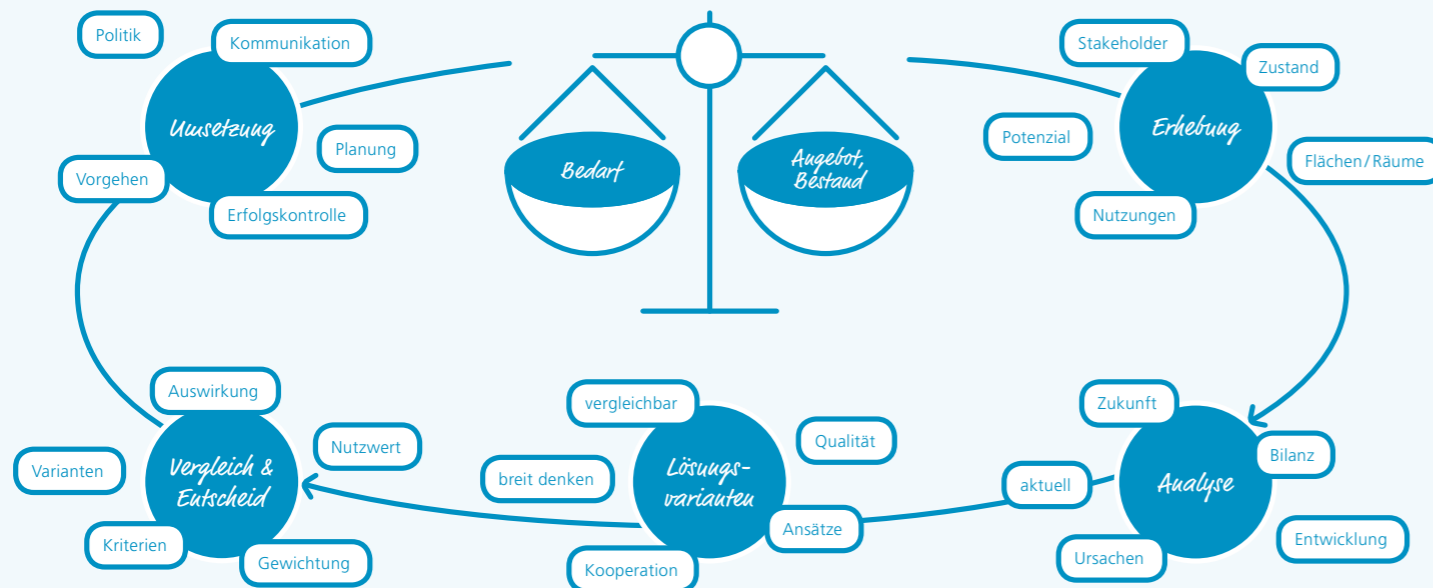 Politik
Kommunikation
Umsetzung
Planung
Vorgehen
Erfolgskontrolle
Bedarf
Angebot,
Bestand
Stakeholder
Zustand
Erhebung
Potenzial
Flächen/Räume
Nutzungen
Auswirkung
Nutzwert
Vergleich &
Entscheid
Varianten
Kriterien
Gewichtung
vergleichbar
Qualität
Lösungs-
varianten
breit denken
Ansätze
Kooperation
Zukunft
Bilanz
Analyse
aktuell
Entwicklung
Ursachen